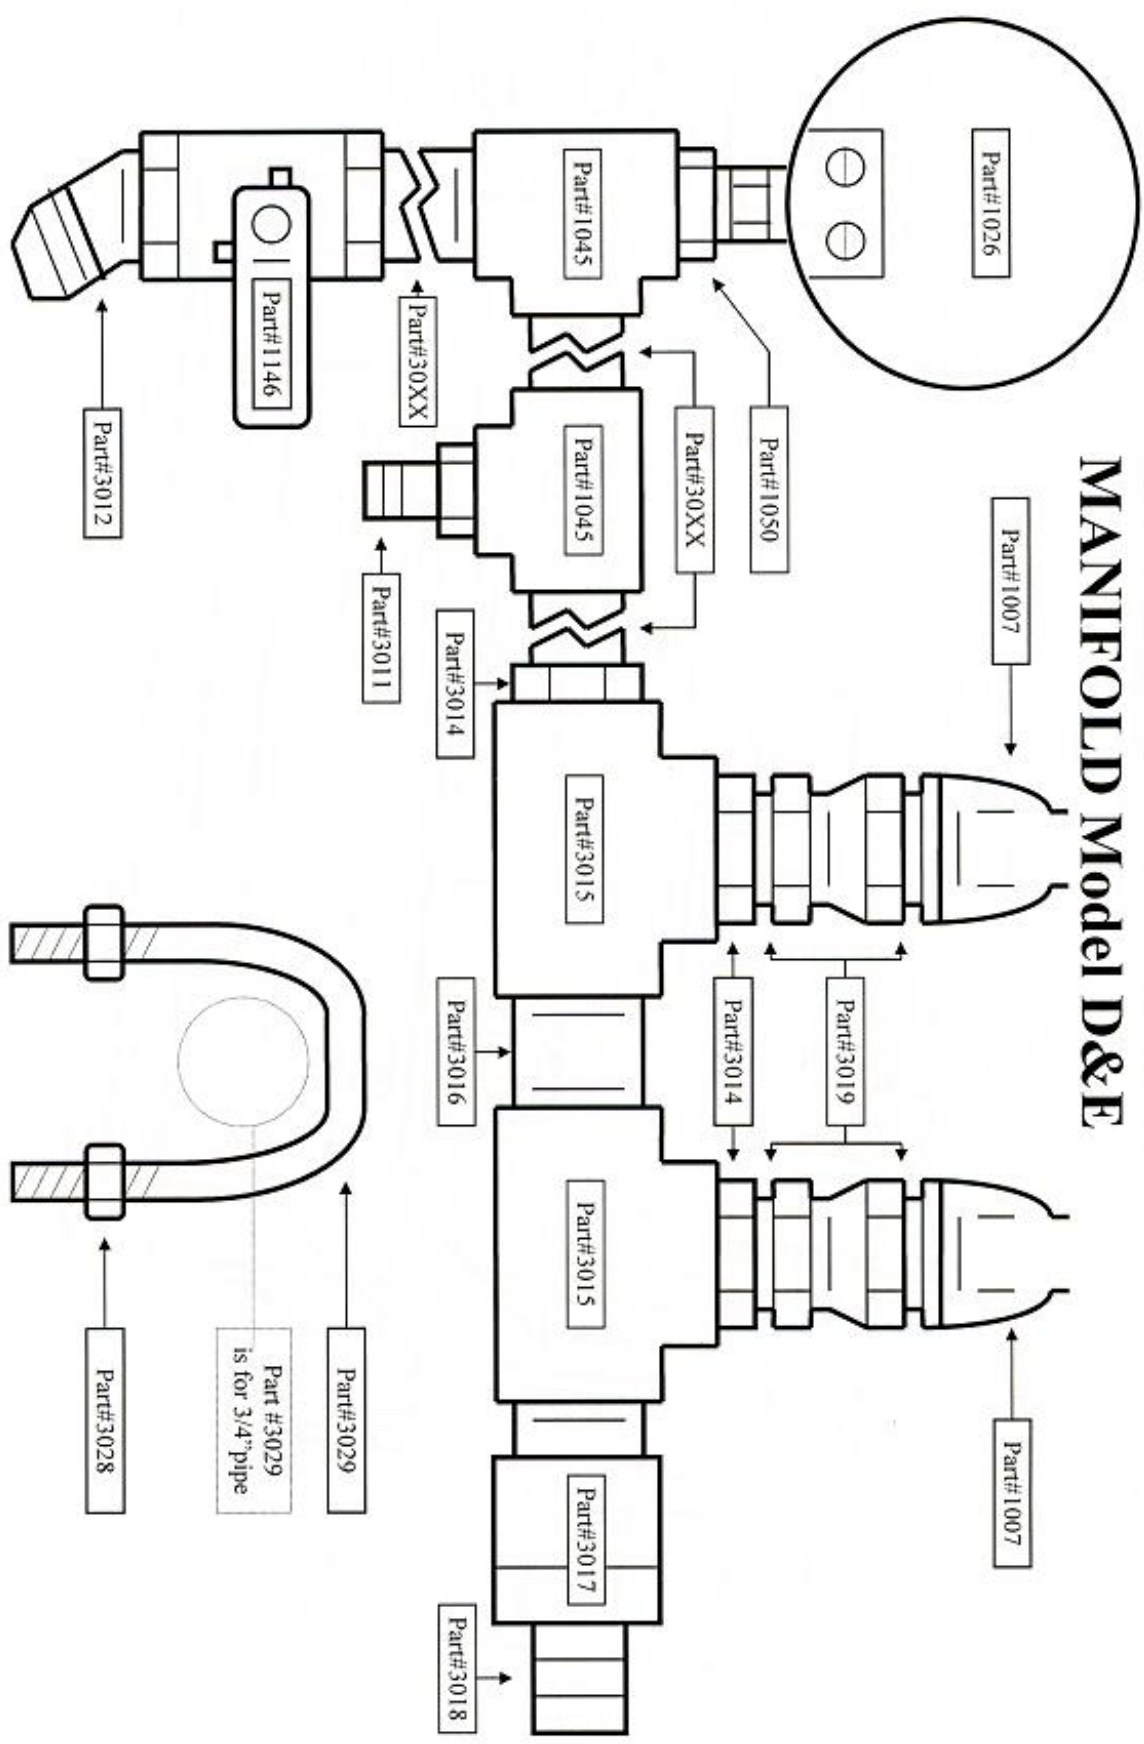 MANIFOLD Model D&E
Part#1026
Part#1007
Part#1007
Part#1050
Part#3019
Part#30XX
Part#3014
Part#1045
Part#1045
Part#3015
Part#3015
Part#3017
Part#30XX
Part#3011
Part#3014
Part#3016
Part#3018
Part#1146
Part#3029
Part #3029
is for 3/4"pipe
Part#3012
Part#3028